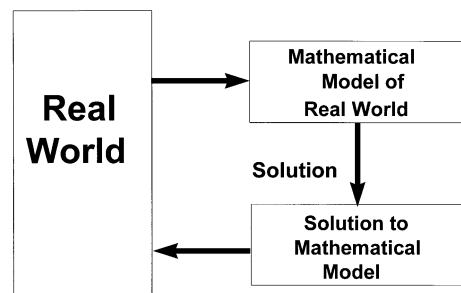 Real
World
Mathematical
Model of
Real World
Solution
Solution to
Mathematical
Model